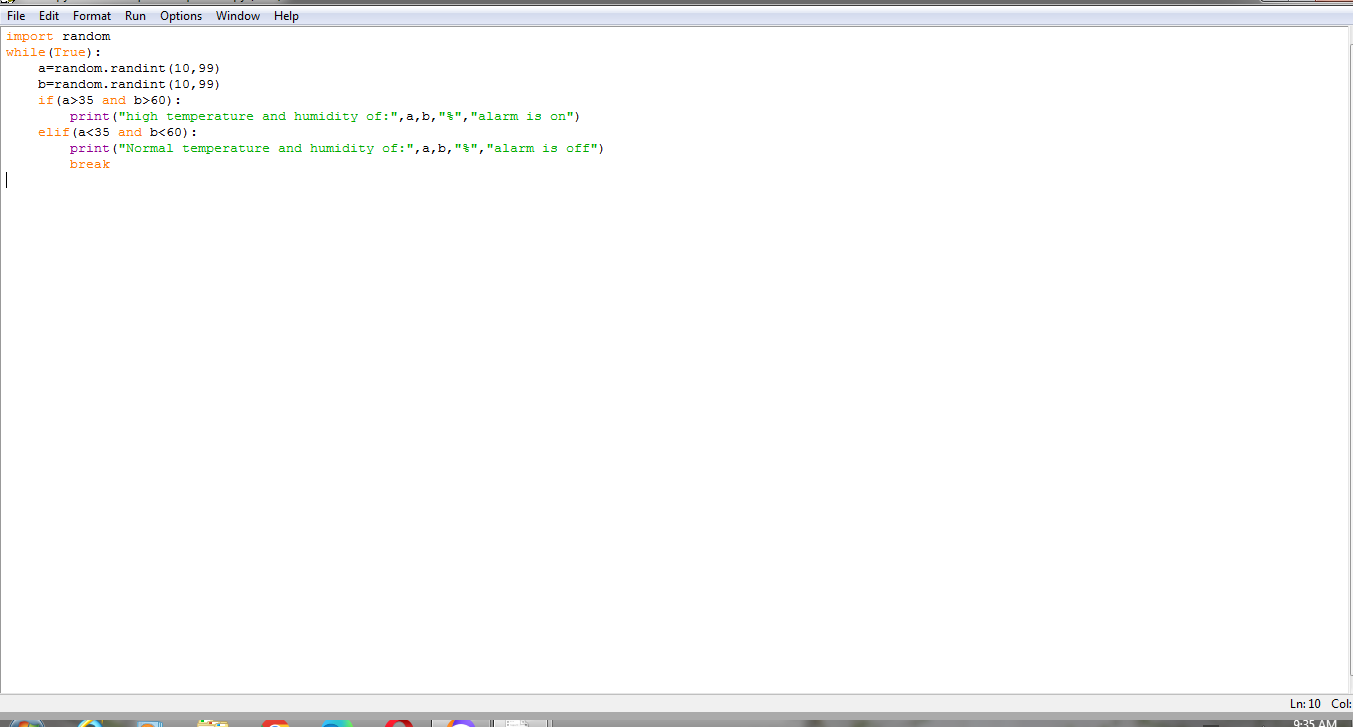 File Edit Format Run Options Window Help
import random
while(True):
    a=random.randint(10,99)
    b=random.randint(10,99)
    if(a>35 and b>60):
        print("high temperature and humidity of:",a,b,"%","alarm is on")
    elif(a<35 and b<60):
        print("Normal temperature and humidity of:",a,b,"%","alarm is off")
        break
Ln: 10 Col:
9:35 AM